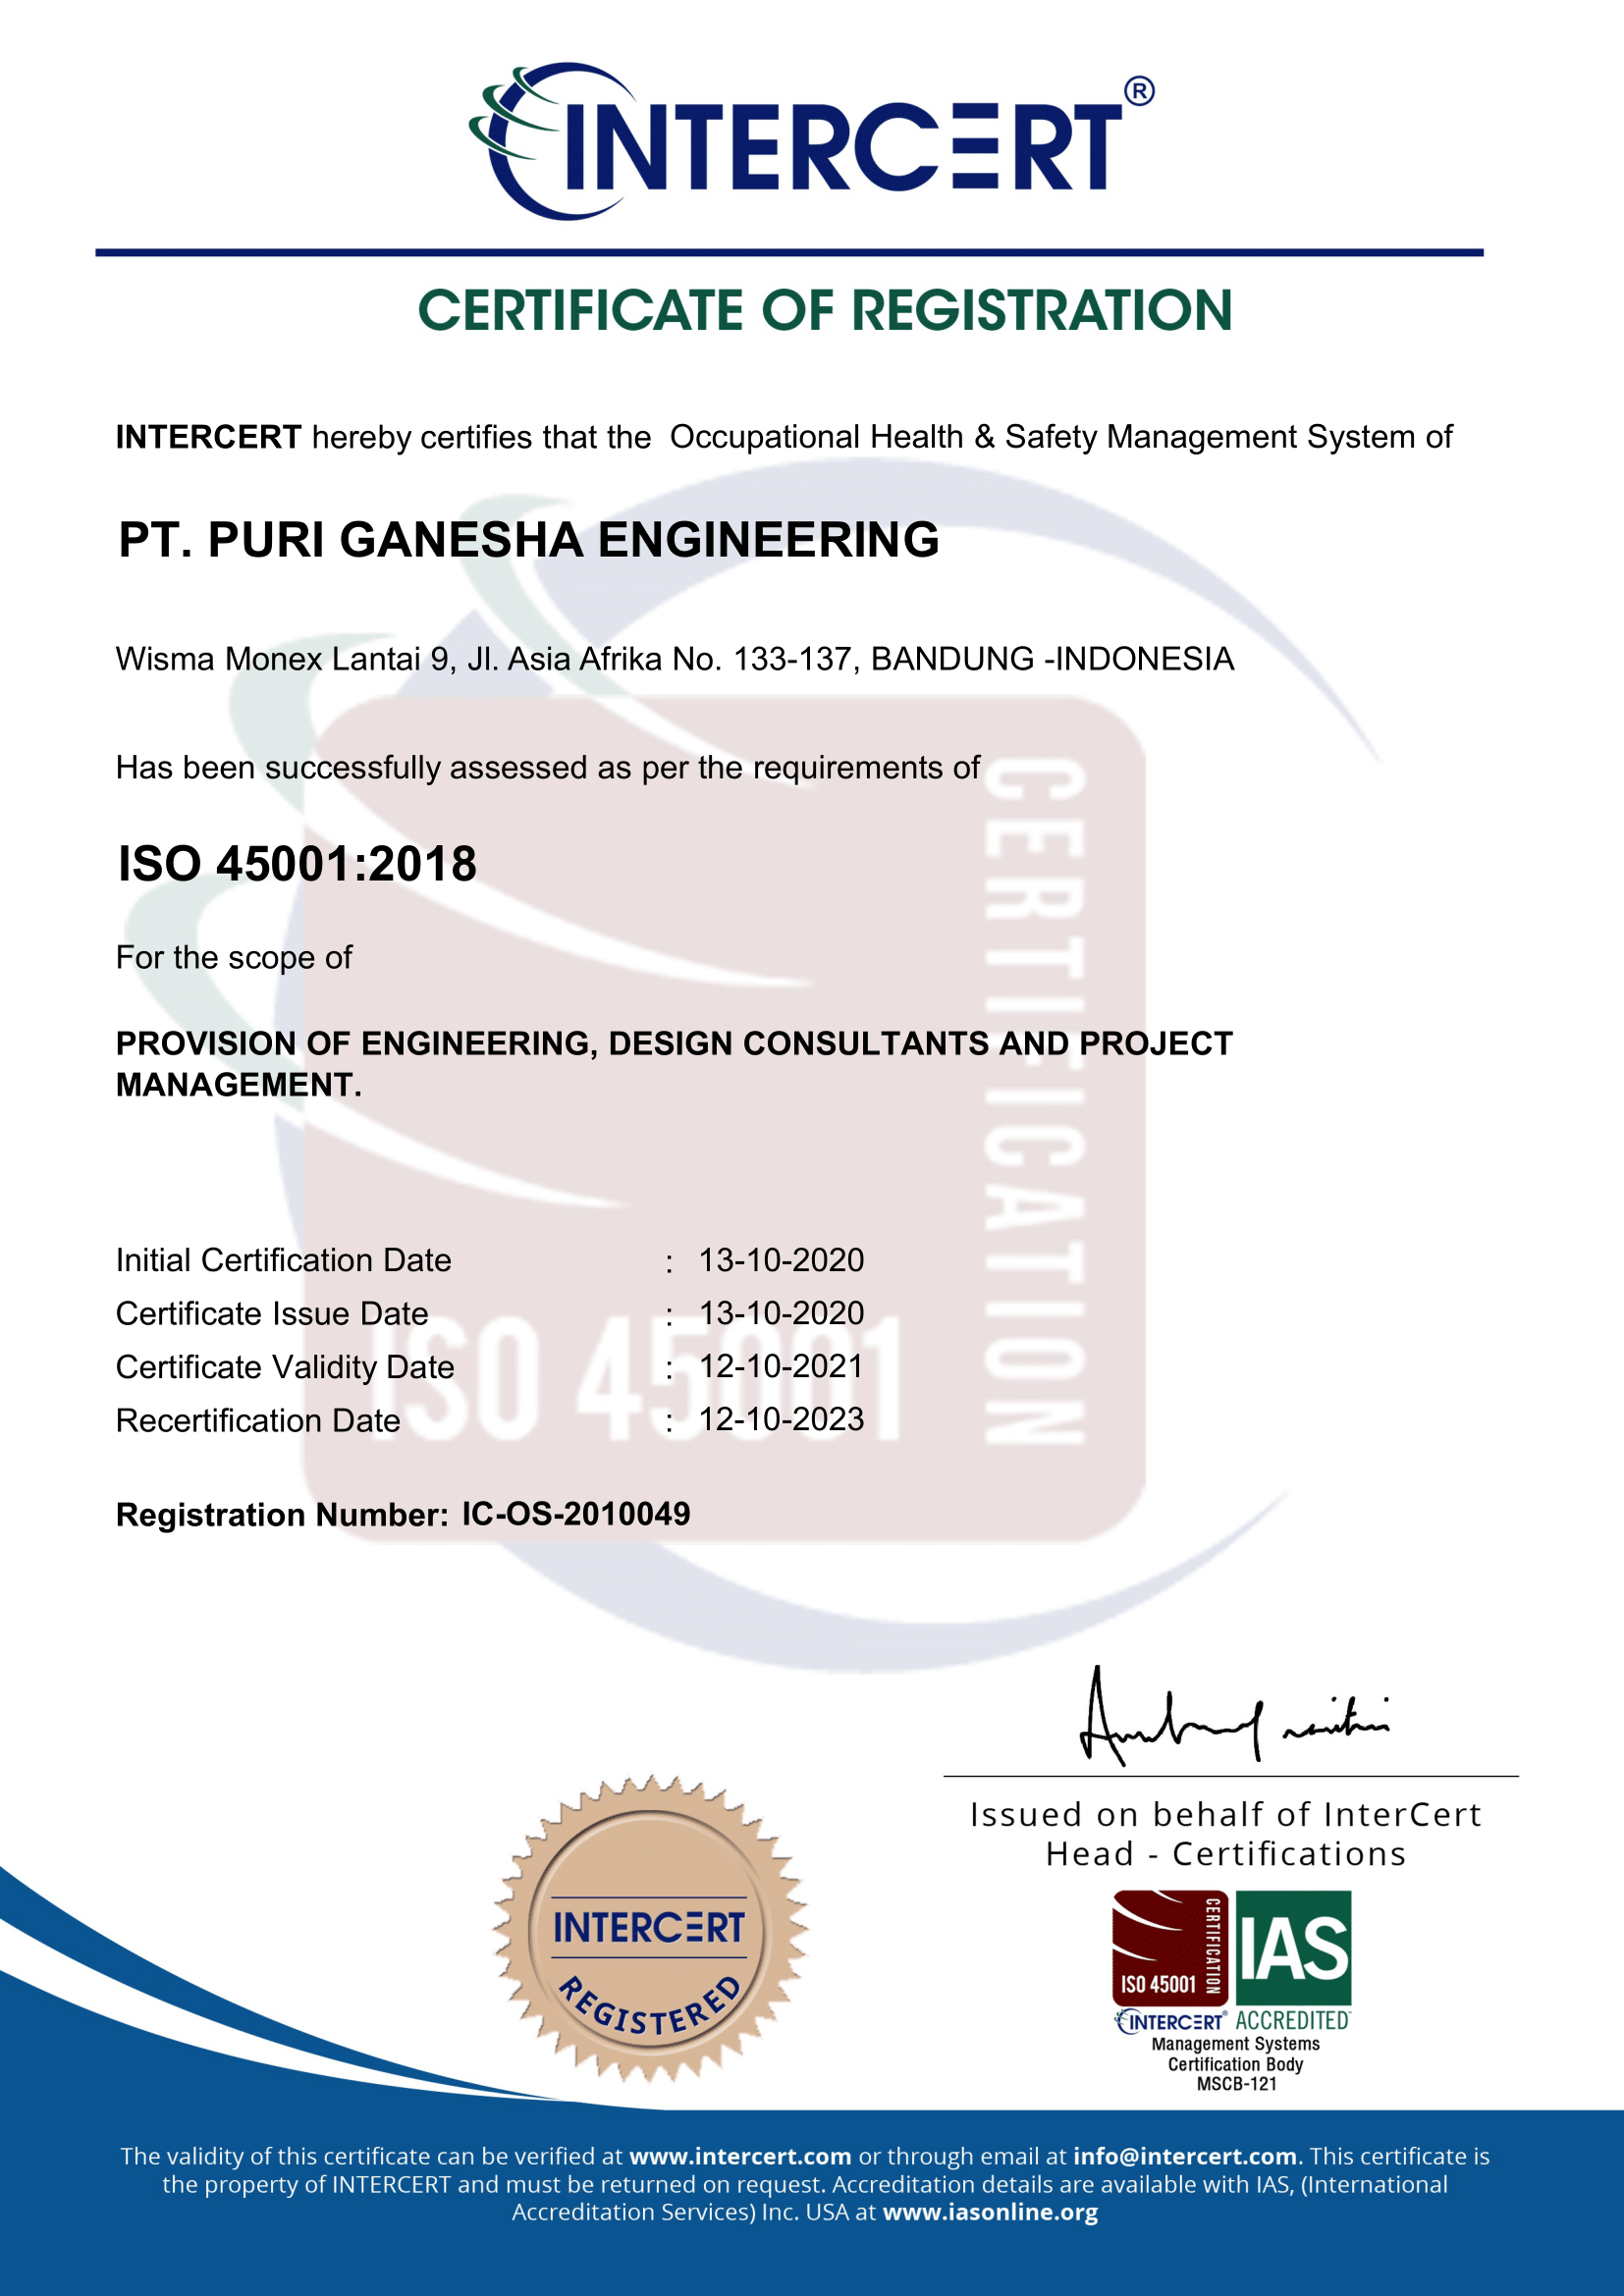 INTERCERT®
CERTIFICATE OF REGISTRATION
INTERCERT hereby certifies that the Occupational Health & Safety Management System of
PT. PURI GANESHA ENGINEERING
Wisma Monex Lantai 9, Jl. Asia Afrika No. 133-137, BANDUNG -INDONESIA
Has been successfully assessed as per the requirements of
ISO 45001:2018
For the scope of
PROVISION OF ENGINEERING, DESIGN CONSULTANTS AND PROJECT
MANAGEMENT.
CERTIFICATION
ISO 45001
Initial Certification Date : 13-10-2020
Certificate Issue Date : 13-10-2020
Certificate Validity Date : 12-10-2021
Recertification Date : 12-10-2023
Registration Number: IC-OS-2010049
Issued on behalf of InterCert
Head - Certifications
INTERCERT
REGISTERED
CERTIFICATION
ISO 45001
INTERCERT®
IAS
ACCREDITED
Management Systems
Certification Body
MSCB-121
The validity of this certificate can be verified at www.intercert.com or through email at info@intercert.com. This certificate is
the property of INTERCERT and must be returned on request. Accreditation details are available with IAS, (International
Accreditation Services) Inc. USA at www.iasonline.org